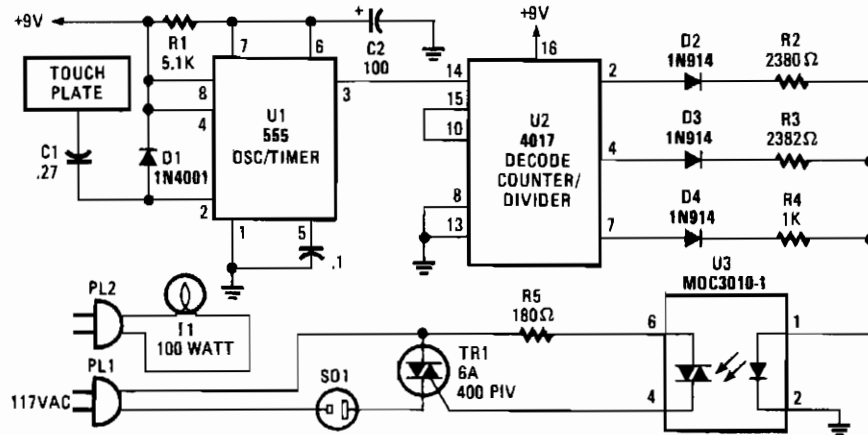 +9V
R1
5.1K
C2
100
+
+9V
TOUCH
PLATE
C1
.27
D1
1N4001
7
6
8
4
2
3
1
5
U1
555
OSC/TIMER
.1
16
14
15
10
8
13
2
4
7
U2
4017
DECODE
COUNTER/
DIVIDER
D2
1N914
R2
2380Ω
D3
1N914
R3
2382Ω
D4
1N914
R4
1K
PL2
I1
100 WATT
PL1
117VAC
SO1
TR1
6A
400 PIV
R5
180Ω
U3
MOC3010-1
6
4
1
2